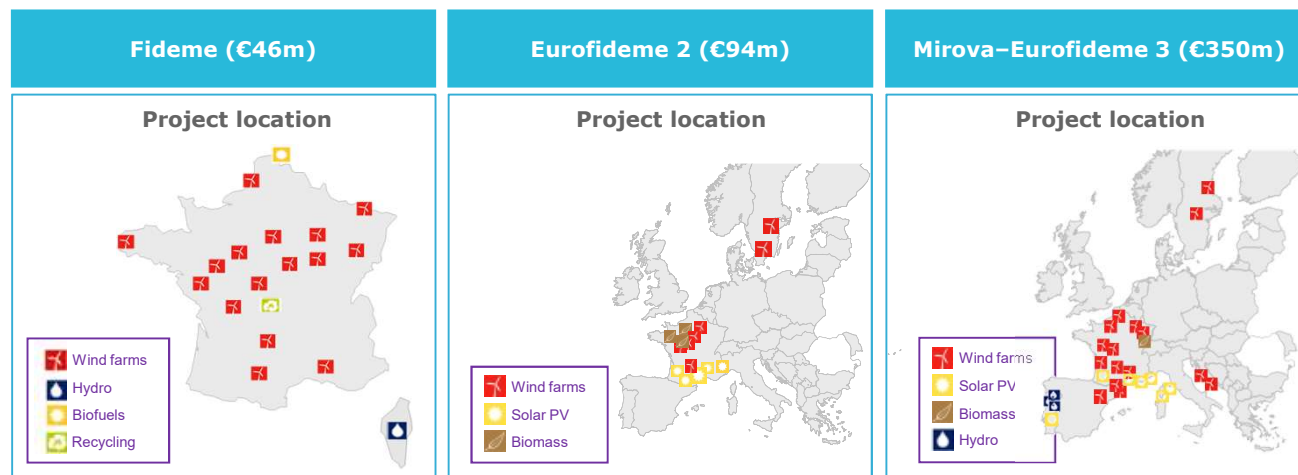 Fideme (€46m)
Project location
Wind farms
Hydro
Biofuels
Recycling
Eurofideme 2 (€94m)
Project location
Wind farms
Solar PV
Biomass
Mirova–Eurofideme 3 (€350m)
Project location
Wind farms
Solar PV
Biomass
Hydro